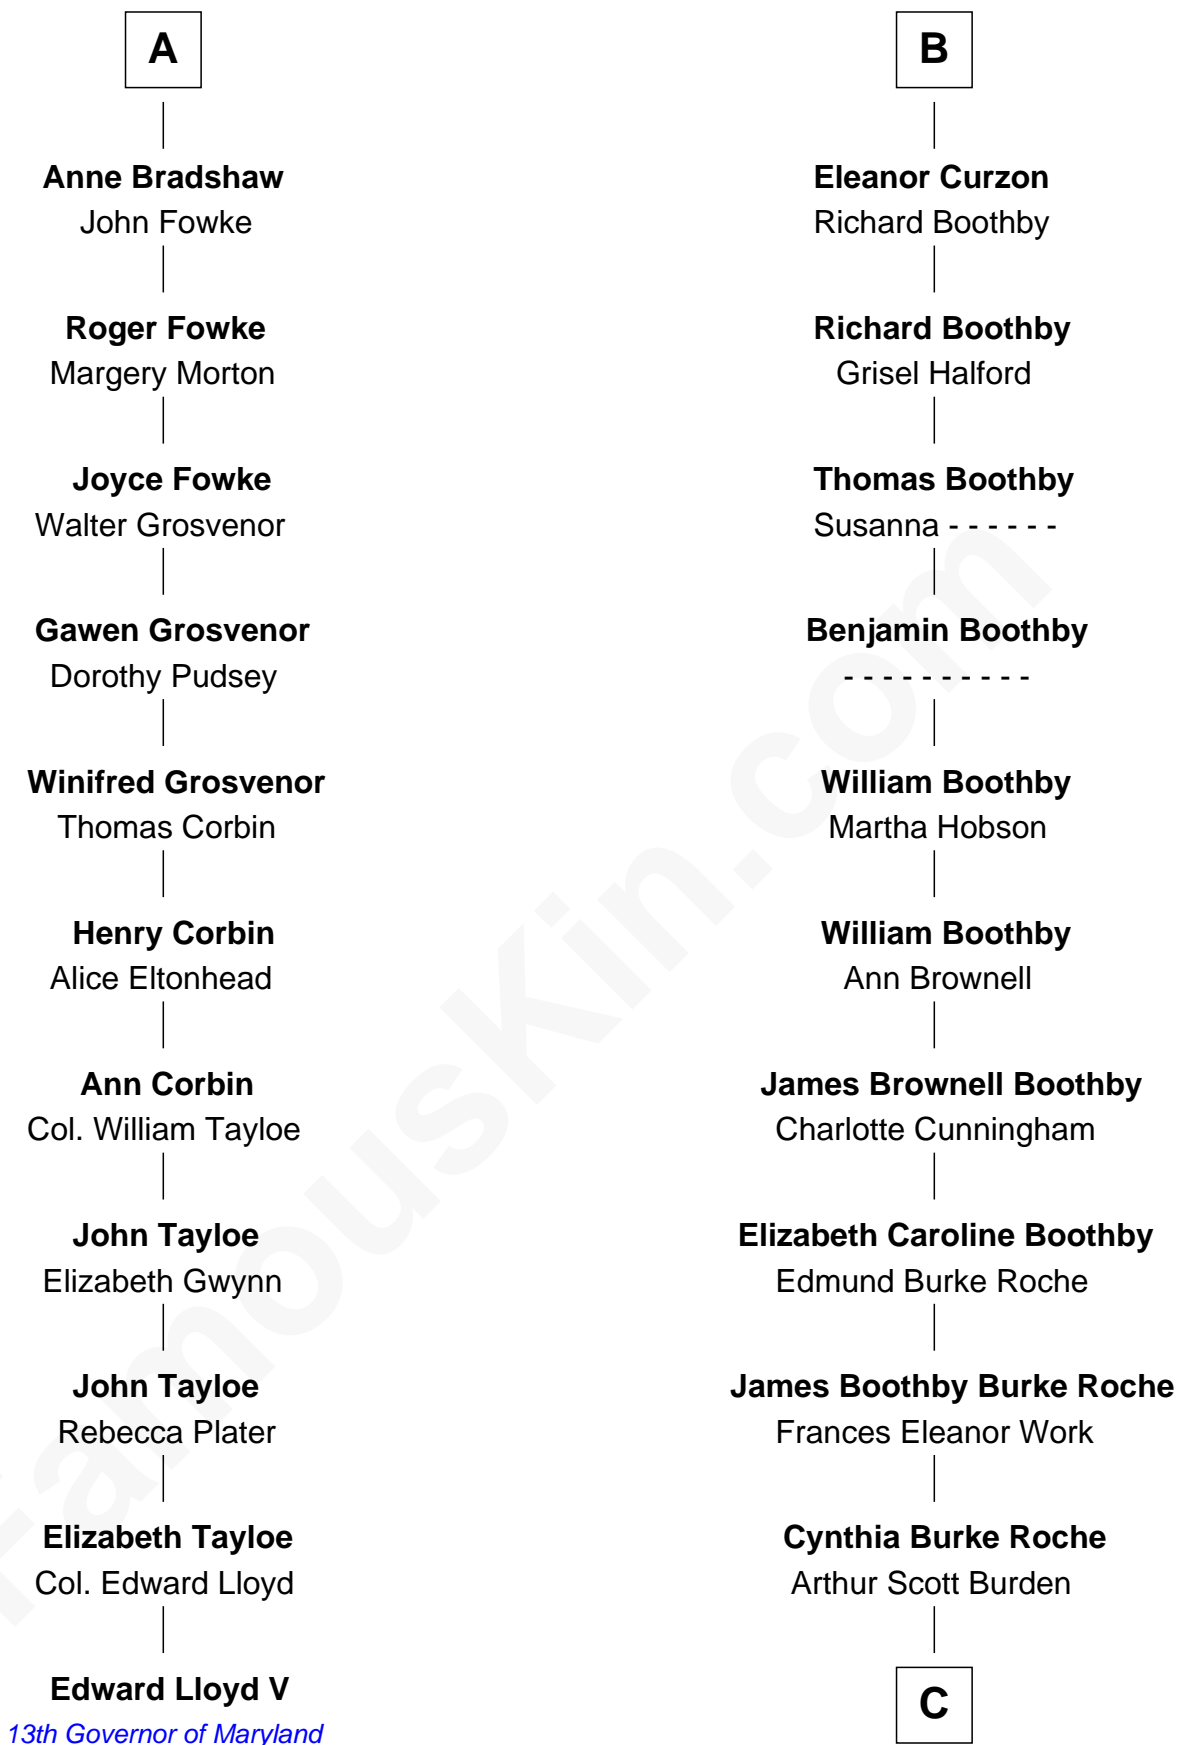 A
Anne Bradshaw
John Fowke
Roger Fowke
Margery Morton
Joyce Fowke
Walter Grosvenor
Gawen Grosvenor
Dorothy Pudsey
Winifred Grosvenor
Thomas Corbin
Henry Corbin
Alice Eltonhead
Ann Corbin
Col. William Tayloe
John Tayloe
Elizabeth Gwynn
John Tayloe
Rebecca Plater
Elizabeth Tayloe
Col. Edward Lloyd
Edward Lloyd V
13th Governor of Maryland
B
Eleanor Curzon
Richard Boothby
Richard Boothby
Grisel Halford
Thomas Boothby
Susanna - - - - - -
Benjamin Boothby
- - - - - - - - - -
William Boothby
Martha Hobson
William Boothby
Ann Brownell
James Brownell Boothby
Charlotte Cunningham
Elizabeth Caroline Boothby
Edmund Burke Roche
James Boothby Burke Roche
Frances Eleanor Work
Cynthia Burke Roche
Arthur Scott Burden
C
FamousKin.com